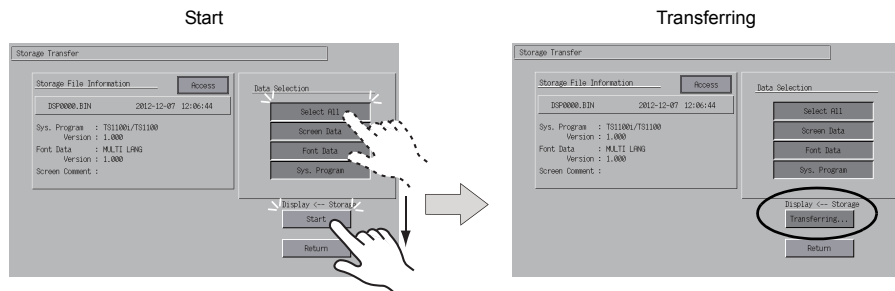 Start
Storage Transfer
Storage File Information
Access
DSP0000.BIN 2012-12-07 12:06:44
Sys. Program : TS1100i/TS1100
Version : 1.000
Font Data : MULTI LANG
Version : 1.000
Screen Comment :
Data Selection
Select All
Screen Data
Font Data
Sys. Program
Display <-- Storage
Start
Return
Transferring
Storage Transfer
Storage File Information
Access
DSP0000.BIN 2012-12-07 12:06:44
Sys. Program : TS1100i/TS1100
Version : 1.000
Font Data : MULTI LANG
Version : 1.000
Screen Comment :
Data Selection
Select All
Screen Data
Font Data
Sys. Program
Display <-- Storage
Transferring...
Return